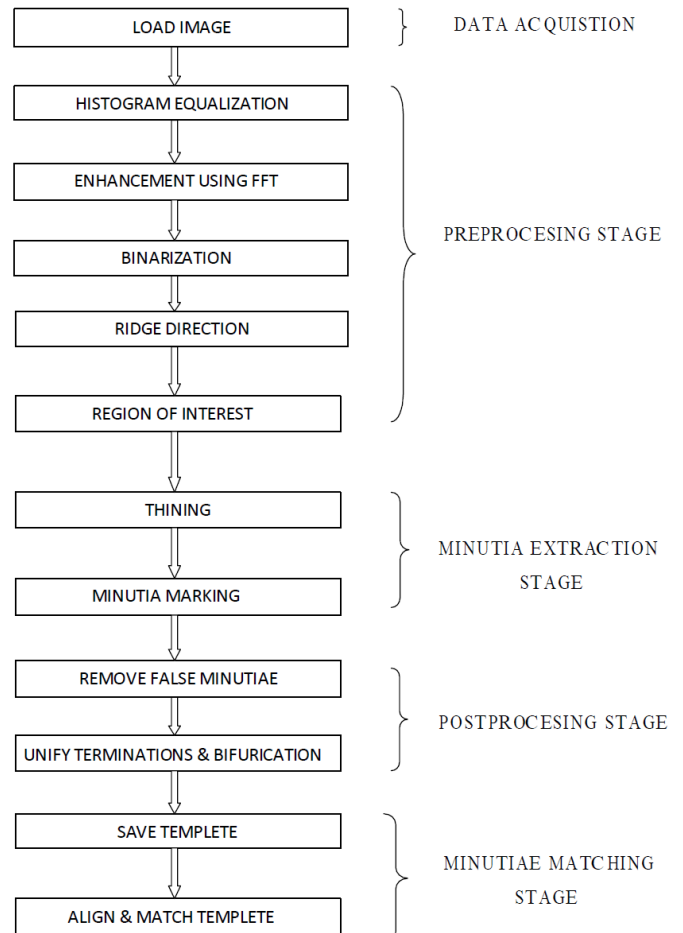 LOAD IMAGE
DATA ACQUISTION
HISTOGRAM EQUALIZATION
ENHANCEMENT USING FFT
BINARIZATION
RIDGE DIRECTION
REGION OF INTEREST
PREPROCESING STAGE
THINING
MINUTIA MARKING
MINUTIA EXTRACTION
STAGE
REMOVE FALSE MINUTIAE
UNIFY TERMINATIONS & BIFURICATION
POSTPROCESING STAGE
SAVE TEMPLETE
ALIGN & MATCH TEMPLETE
MINUTIAE MATCHING
STAGE